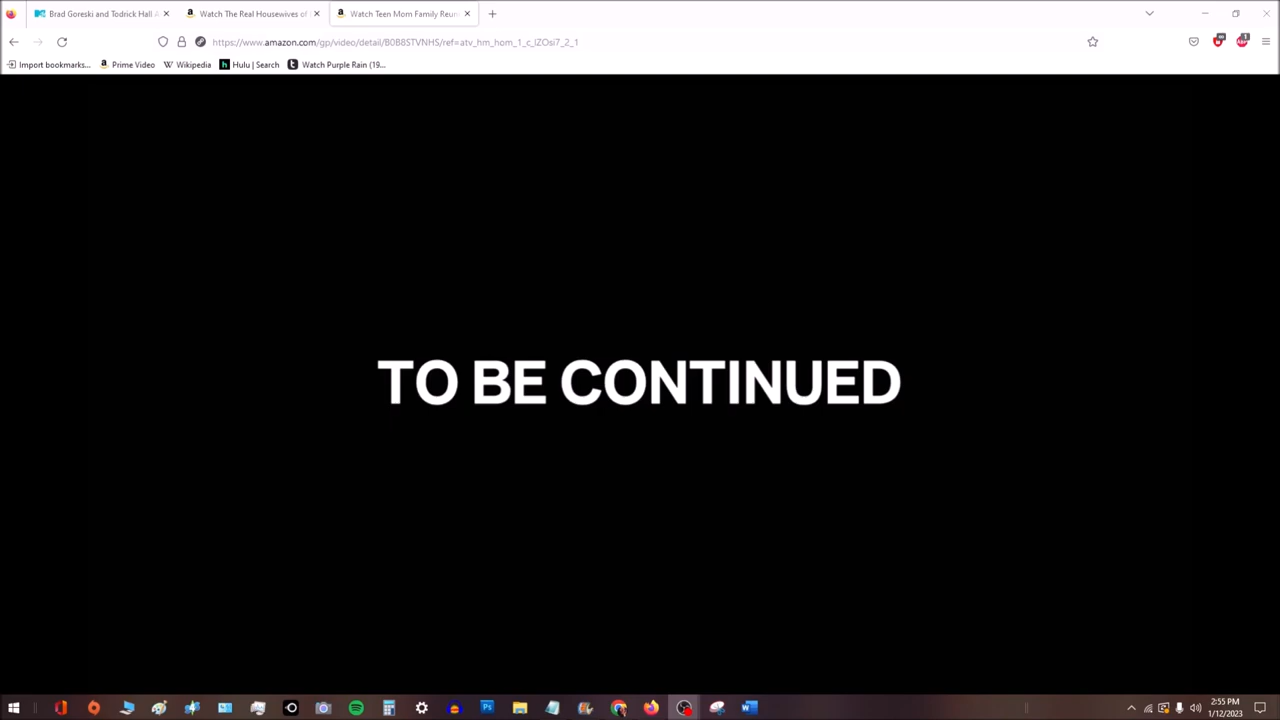 Brad Goreski and Todrick Hall A
Watch The Real Housewives of
Watch Teen Mom Family Reun
https://www.amazon.com/gp/video/detail/B0B8STVNHS/ref=atv_hm_hom_1_c_lZOsi7_2_1
Import bookmarks...
Prime Video
Wikipedia
Hulu | Search
Watch Purple Rain (19...
TO BE CONTINUED
2:55 PM
1/12/2023